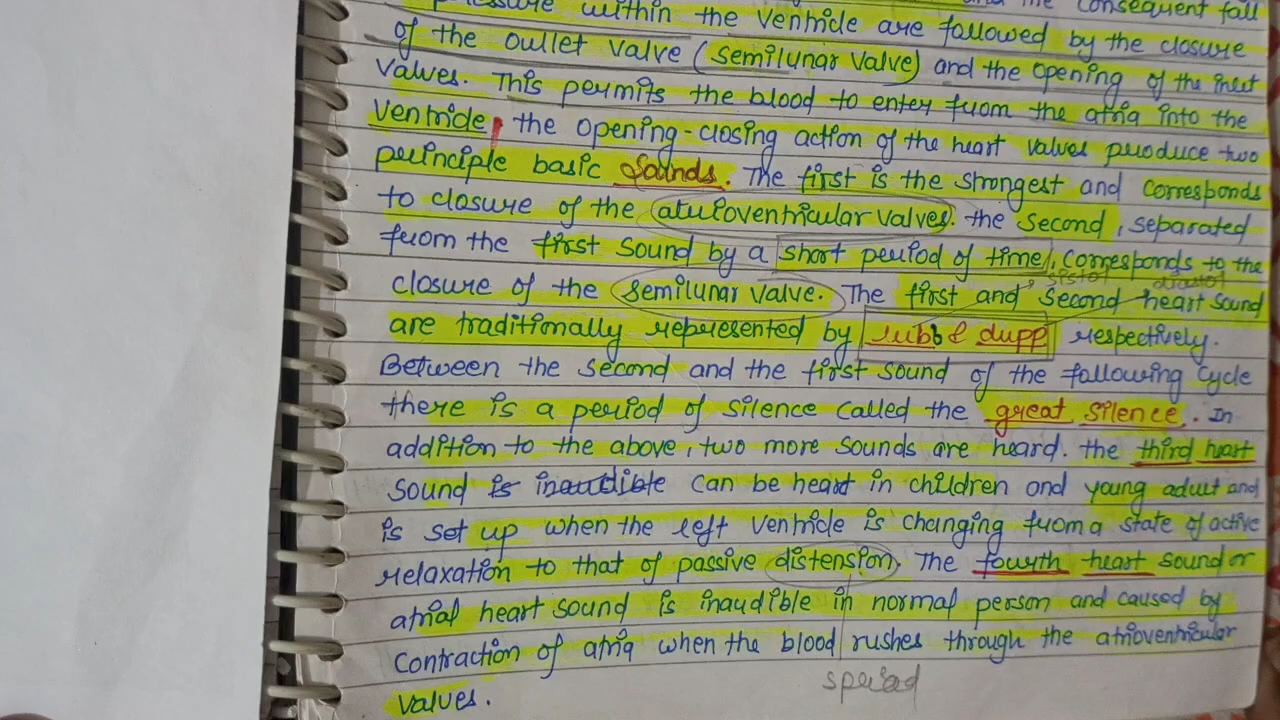 within the ventricle are followed by the closure
of the oullet valve (semilunar valve) and the opening of the inlet
valves. This permits the blood to enter from the atria into the
ventricle, the opening-closing action of the heart valves produce two
principle basic sounds. The first is the strongest and corresponds
to closure of the atrioventricular valves. the second, separated
from the first sound by a short period of time, corresponds to the
sistol diastol
closure of the semilunar valve. The first and second heart sound
are traditionally represented by lubb & dupp respectively.
Between the second and the first sound of the following cycle
there is a period of silence called the great silence. In
addition to the above, two more sounds are heard. the third heart
sound is inaudible can be heart in children and young adult and
is set up when the left ventricle is changing from a state of active
relaxation to that of passive distension. The fourth heart sound or
atrial heart sound is inaudible in normal person and caused by
contraction of atria when the blood rushes through the atrioventricular
valves.
spread